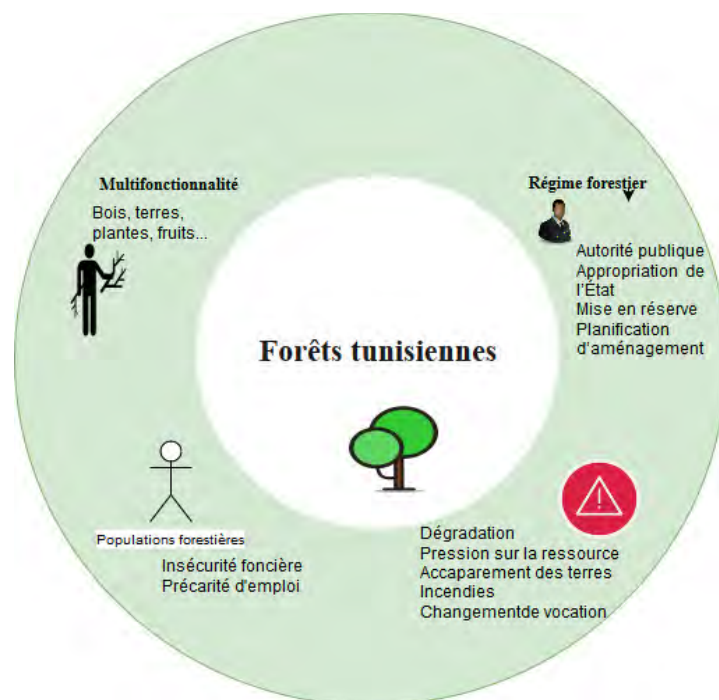 Multifonctionnalité
Bois, terres,
plantes, fruits...
Régime forestier
Autorité publique
Appropriation de
l'État
Mise en réserve
Planification
d'aménagement
Forêts tunisiennes
Populations forestières
Insécurité foncière
Précarité d'emploi
Dégradation
Pression sur la ressource
Accaparement des terres
Incendies
Changementde vocation